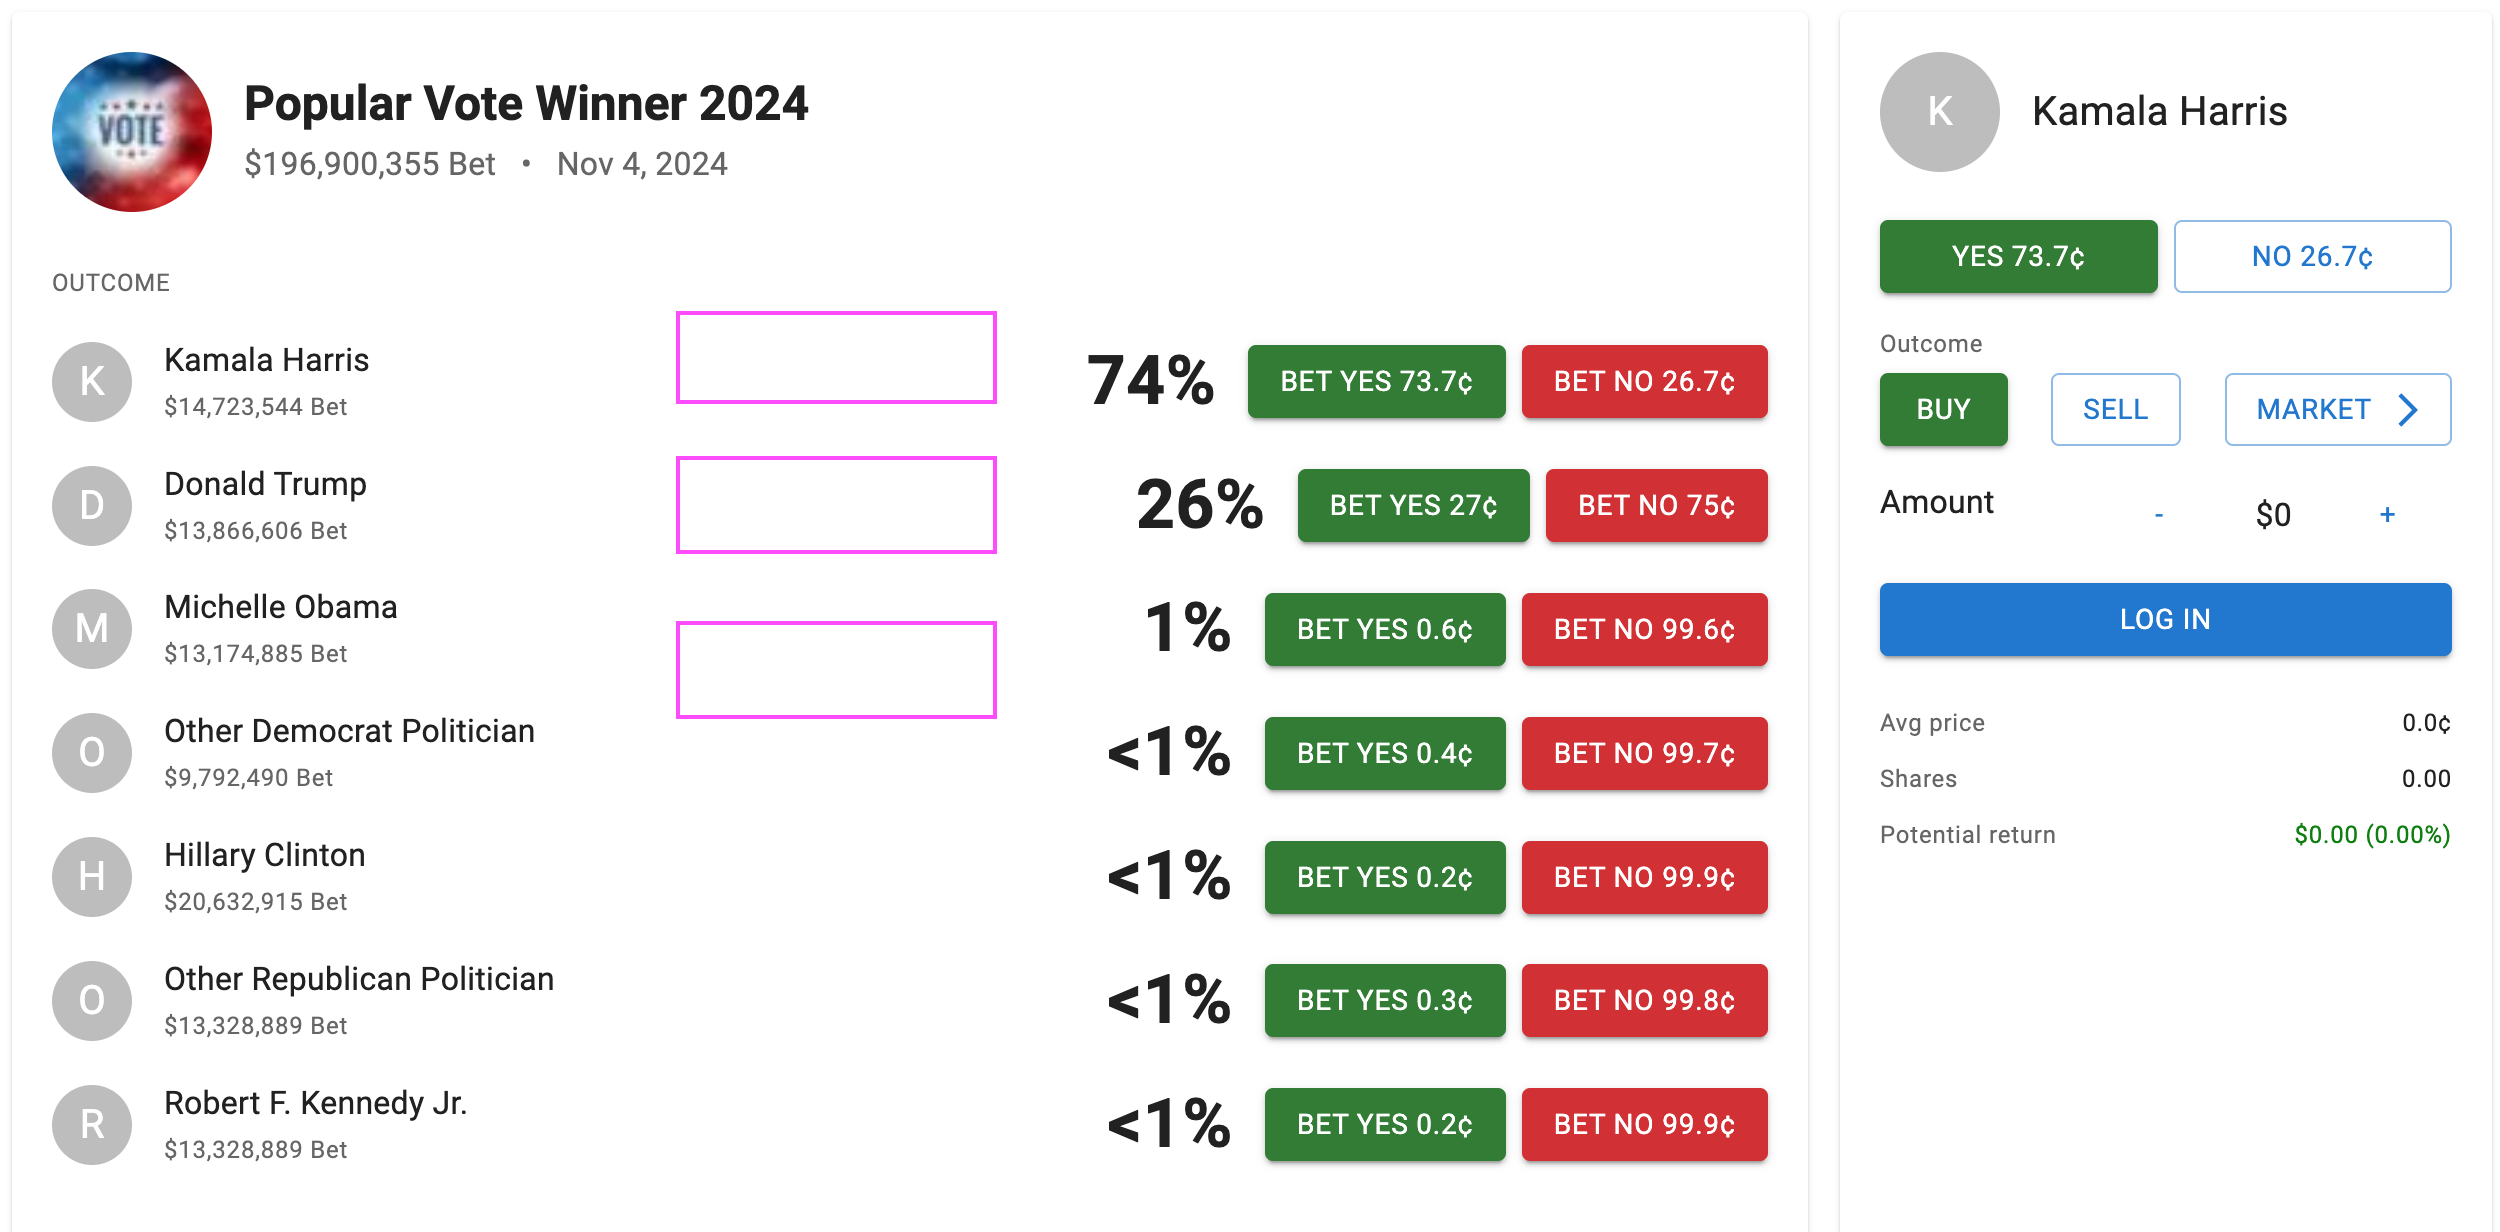 VOTE
Popular Vote Winner 2024
$196,900,355 Bet • Nov 4, 2024
OUTCOME
K
Kamala Harris
$14,723,544 Bet
74%
BET YES 73.7¢
BET NO 26.7¢
D
Donald Trump
$13,866,606 Bet
26%
BET YES 27¢
BET NO 75¢
M
Michelle Obama
$13,174,885 Bet
1%
BET YES 0.6¢
BET NO 99.6¢
O
Other Democrat Politician
$9,792,490 Bet
<1%
BET YES 0.4¢
BET NO 99.7¢
H
Hillary Clinton
$20,632,915 Bet
<1%
BET YES 0.2¢
BET NO 99.9¢
O
Other Republican Politician
$13,328,889 Bet
<1%
BET YES 0.3¢
BET NO 99.8¢
R
Robert F. Kennedy Jr.
$13,328,889 Bet
<1%
BET YES 0.2¢
BET NO 99.9¢
K
Kamala Harris
YES 73.7¢
NO 26.7¢
Outcome
BUY
SELL
MARKET
Amount
- $0 +
LOG IN
Avg price 0.0¢
Shares 0.00
Potential return $0.00 (0.00%)